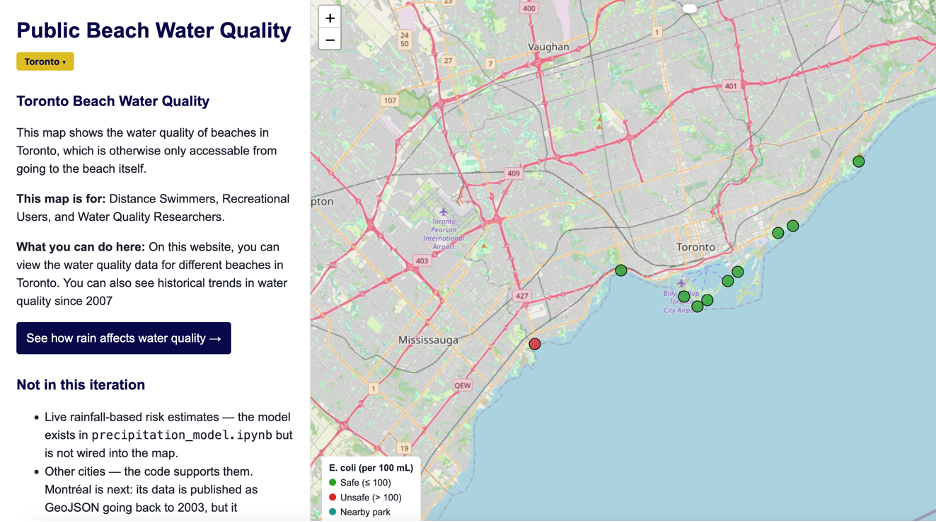 Public Beach Water Quality
Toronto ▾
Toronto Beach Water Quality
This map shows the water quality of beaches in
Toronto, which is otherwise only accessable from
going to the beach itself.
This map is for: Distance Swimmers, Recreational
Users, and Water Quality Researchers.
What you can do here: On this website, you can
view the water quality data for different beaches in
Toronto. You can also see historical trends in water
quality since 2007
See how rain affects water quality →
Not in this iteration
• Live rainfall-based risk estimates — the model
exists in precipitation_model.ipynb but
is not wired into the map.
• Other cities — the code supports them.
Montréal is next: its data is published as
GeoJSON going back to 2003, but it
+
−
400
24
50
Vaughan
1
27
7
401
107
409
pton
Toronto
Pearson
International
Airport
403
Toronto
427
City Airport
Mississauga
QEW
1
19
E. coli (per 100 mL)
Safe (≤ 100)
Unsafe (> 100)
Nearby park